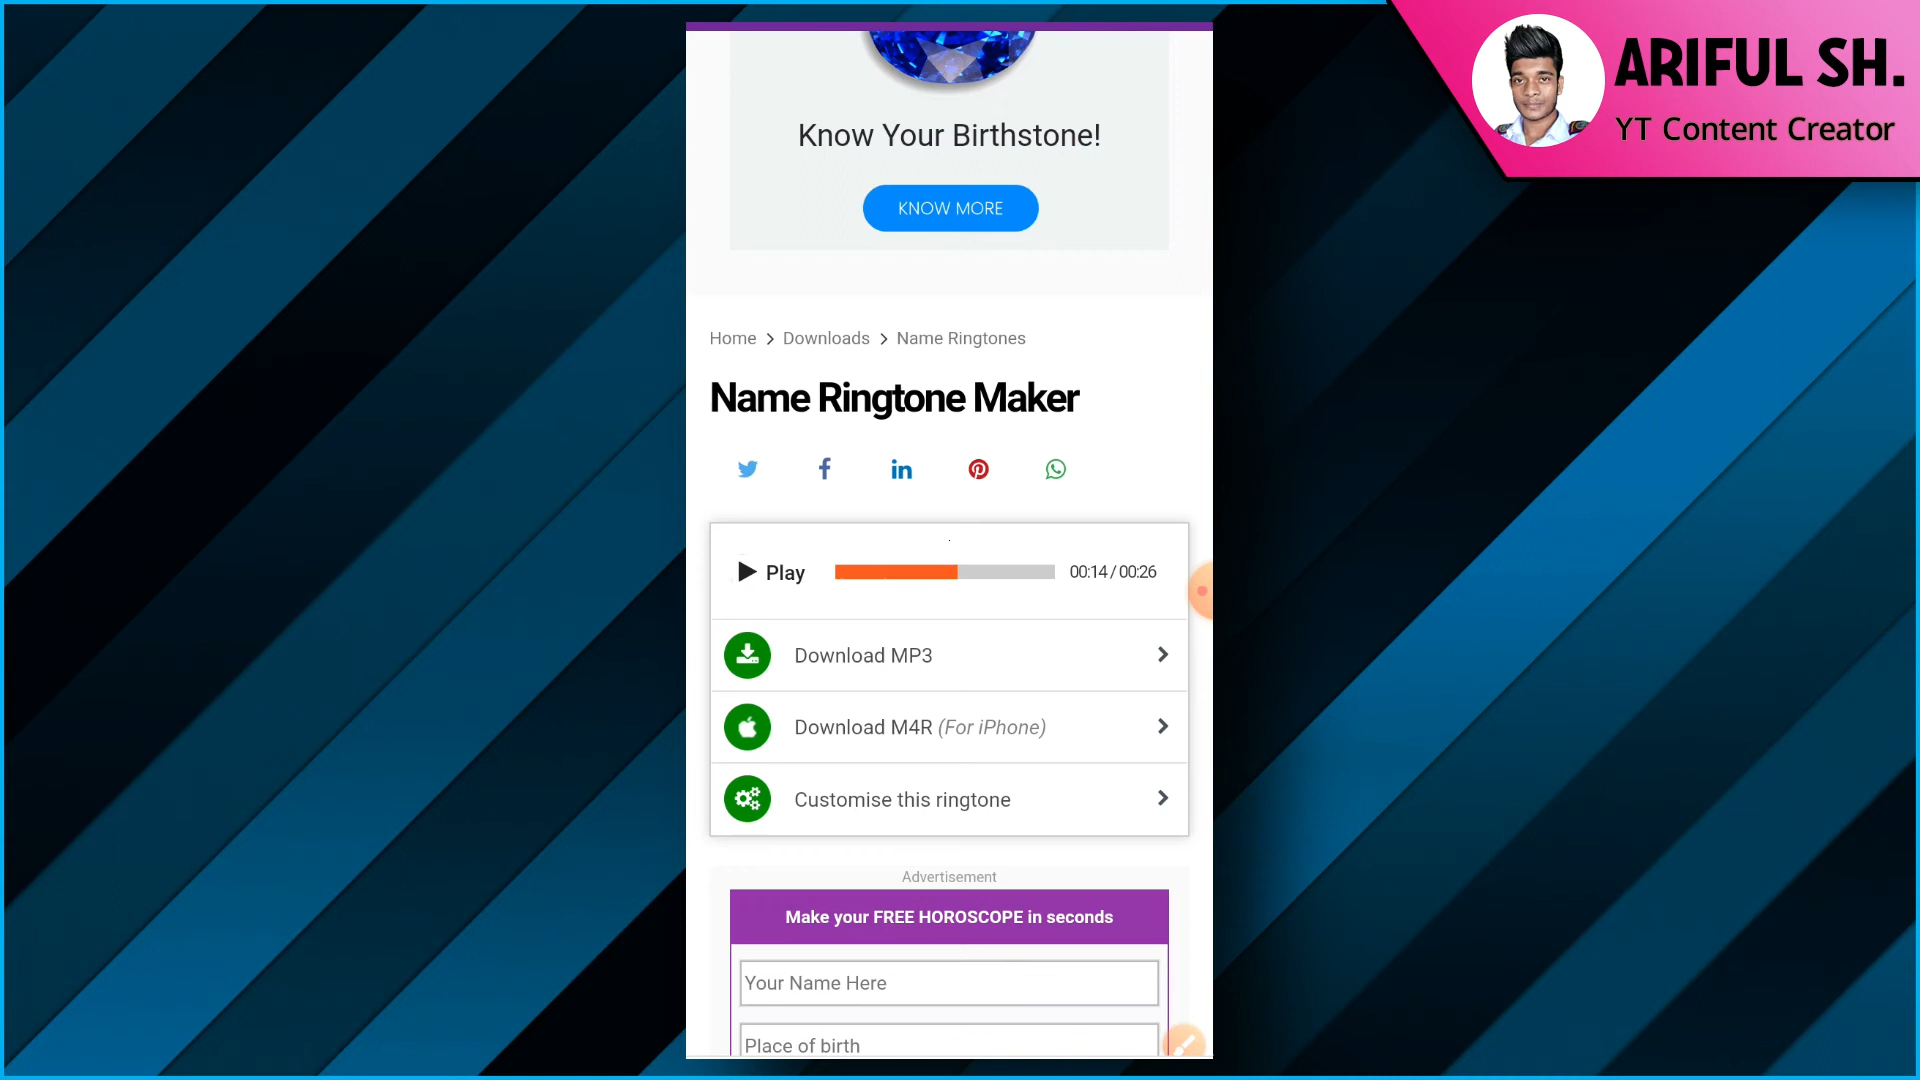 ARIFUL SH.
YT Content Creator
Know Your Birthstone!
KNOW MORE
Home > Downloads > Name Ringtones
Name Ringtone Maker
Play 00:14 / 00:26
Download MP3
Download M4R (For iPhone)
Customise this ringtone
Advertisement
Make your FREE HOROSCOPE in seconds
Your Name Here
Place of birth